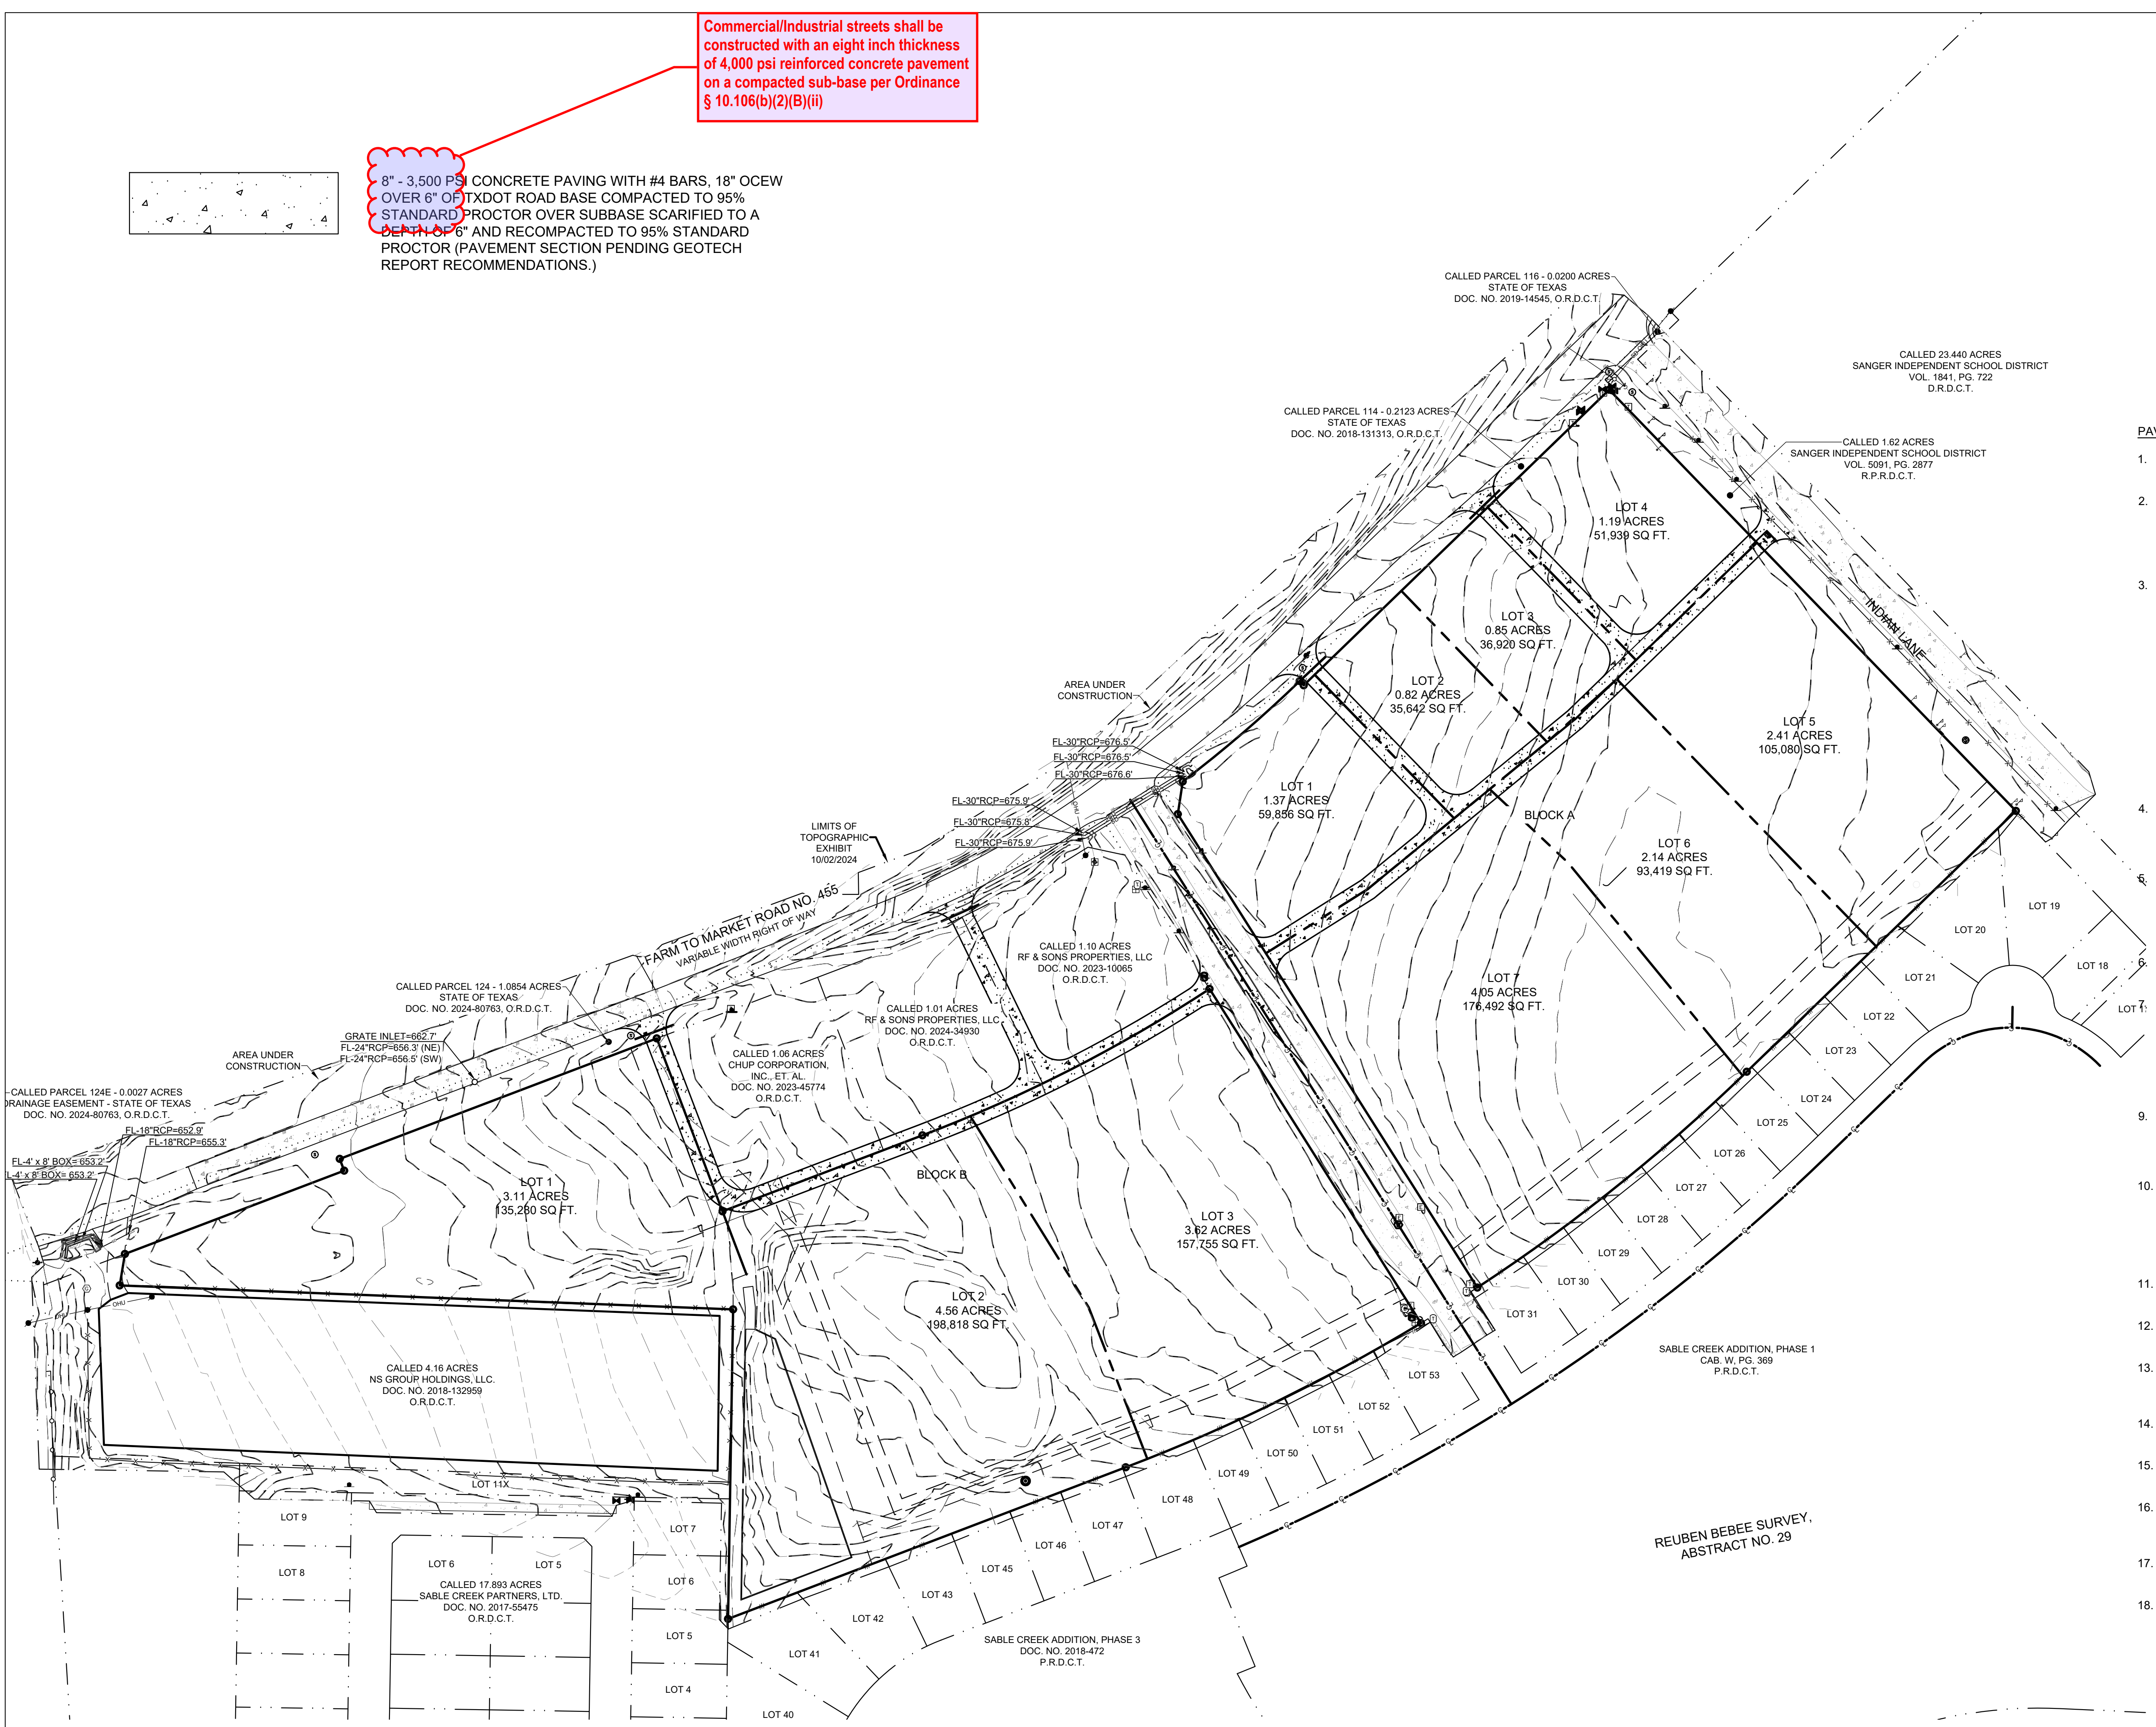 Commercial/Industrial streets shall be
constructed with an eight inch thickness
of 4,000 psi reinforced concrete pavement
on a compacted sub-base per Ordinance
§ 10.106(b)(2)(B)(ii)
8" - 3,500 PSI CONCRETE PAVING WITH #4 BARS, 18" OCEW
OVER 6" OF TXDOT ROAD BASE COMPACTED TO 95%
STANDARD PROCTOR OVER SUBBASE SCARIFIED TO A
DEPTH OF 6" AND RECOMPACTED TO 95% STANDARD
PROCTOR (PAVEMENT SECTION PENDING GEOTECH
REPORT RECOMMENDATIONS.)
CALLED PARCEL 116 - 0.0200 ACRES
STATE OF TEXAS
DOC. NO. 2019-14545, O.R.D.C.T.
CALLED 23.440 ACRES
SANGER INDEPENDENT SCHOOL DISTRICT
VOL. 1841, PG. 722
D.R.D.C.T.
CALLED PARCEL 114 - 0.2123 ACRES
STATE OF TEXAS
DOC. NO. 2018-131313, O.R.D.C.T.
CALLED 1.62 ACRES
SANGER INDEPENDENT SCHOOL DISTRICT
VOL. 5091, PG. 2877
R.P.R.D.C.T.
LOT 4
1.19 ACRES
51,939 SQ FT.
LOT 3
0.85 ACRES
36,920 SQ FT.
LOT 2
0.82 ACRES
35,642 SQ FT.
INDIAN LANE
LOT 5
2.41 ACRES
105,080 SQ FT.
AREA UNDER
CONSTRUCTION
FL-30"RCP=676.5'
FL-30"RCP=676.5'
FL-30"RCP=676.6'
FL-30"RCP=675.9'
FL-30"RCP=675.8'
FL-30"RCP=675.9'
OHU
LOT 1
1.37 ACRES
59,856 SQ FT.
BLOCK A
LOT 6
2.14 ACRES
93,419 SQ FT.
LIMITS OF
TOPOGRAPHIC
EXHIBIT
10/02/2024
FARM TO MARKET ROAD NO. 455
VARIABLE WIDTH RIGHT OF WAY
CALLED 1.10 ACRES
RF & SONS PROPERTIES, LLC
DOC. NO. 2023-10065
O.R.D.C.T.
LOT 7
4.05 ACRES
176,492 SQ FT.
CALLED PARCEL 124 - 1.0854 ACRES
STATE OF TEXAS
DOC. NO. 2024-80763, O.R.D.C.T.
CALLED 1.01 ACRES
RF & SONS PROPERTIES, LLC
DOC. NO. 2024-34930
O.R.D.C.T.
GRATE INLET=662.7'
FL-24"RCP=656.3' (NE)
FL-24"RCP=656.5' (SW)
AREA UNDER
CONSTRUCTION
CALLED 1.06 ACRES
CHUP CORPORATION,
INC., ET. AL.
DOC. NO. 2023-45774
O.R.D.C.T.
CALLED PARCEL 124E - 0.0027 ACRES
DRAINAGE EASEMENT - STATE OF TEXAS
DOC. NO. 2024-80763, O.R.D.C.T.
FL-18"RCP=652.9'
FL-18"RCP=655.3'
FL-4' x 8' BOX= 653.2'
FL-4' x 8' BOX= 653.2'
LOT 1
3.11 ACRES
135,280 SQ FT.
BLOCK B
LOT 3
3.62 ACRES
157,755 SQ FT.
LOT 2
4.56 ACRES
198,818 SQ FT.
OHU
CALLED 4.16 ACRES
NS GROUP HOLDINGS, LLC.
DOC. NO. 2018-132959
O.R.D.C.T.
LOT 11X
LOT 19
LOT 20
LOT 18
LOT 21
LOT 22
LOT 23
LOT 24
LOT 25
LOT 26
LOT 27
LOT 28
LOT 29
LOT 30
LOT 31
SABLE CREEK ADDITION, PHASE 1
CAB. W, PG. 369
P.R.D.C.T.
LOT 53
LOT 52
LOT 51
LOT 50
LOT 49
LOT 48
LOT 47
LOT 46
LOT 45
LOT 43
LOT 42
LOT 41
LOT 40
LOT 9
LOT 8
LOT 6
LOT 5
CALLED 17.893 ACRES
SABLE CREEK PARTNERS, LTD.
DOC. NO. 2017-55475
O.R.D.C.T.
LOT 7
LOT 6
LOT 5
LOT 4
SABLE CREEK ADDITION, PHASE 3
DOC. NO. 2018-472
P.R.D.C.T.
REUBEN BEBEE SURVEY,
ABSTRACT NO. 29
1.
2.
3.
4.
5.
6.
7.
9.
10.
11.
12.
13.
14.
15.
16.
17.
18.